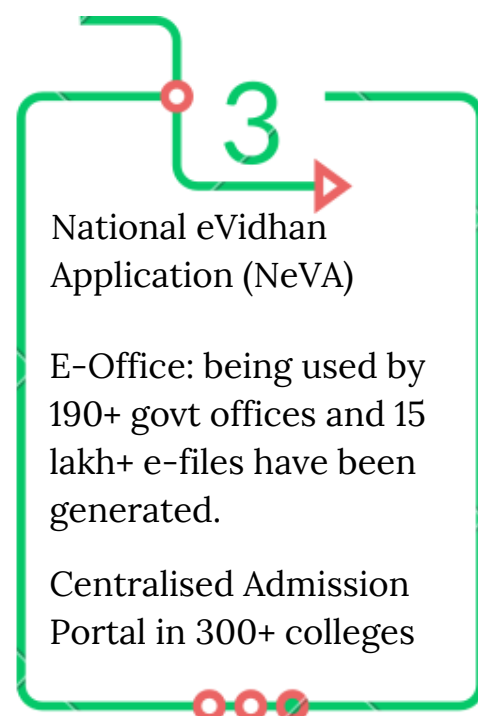 3
National eVidhan
Application (NeVA)
E-Office: being used by
190+ govt offices and 15
lakh+ e-files have been
generated.
Centralised Admission
Portal in 300+ colleges